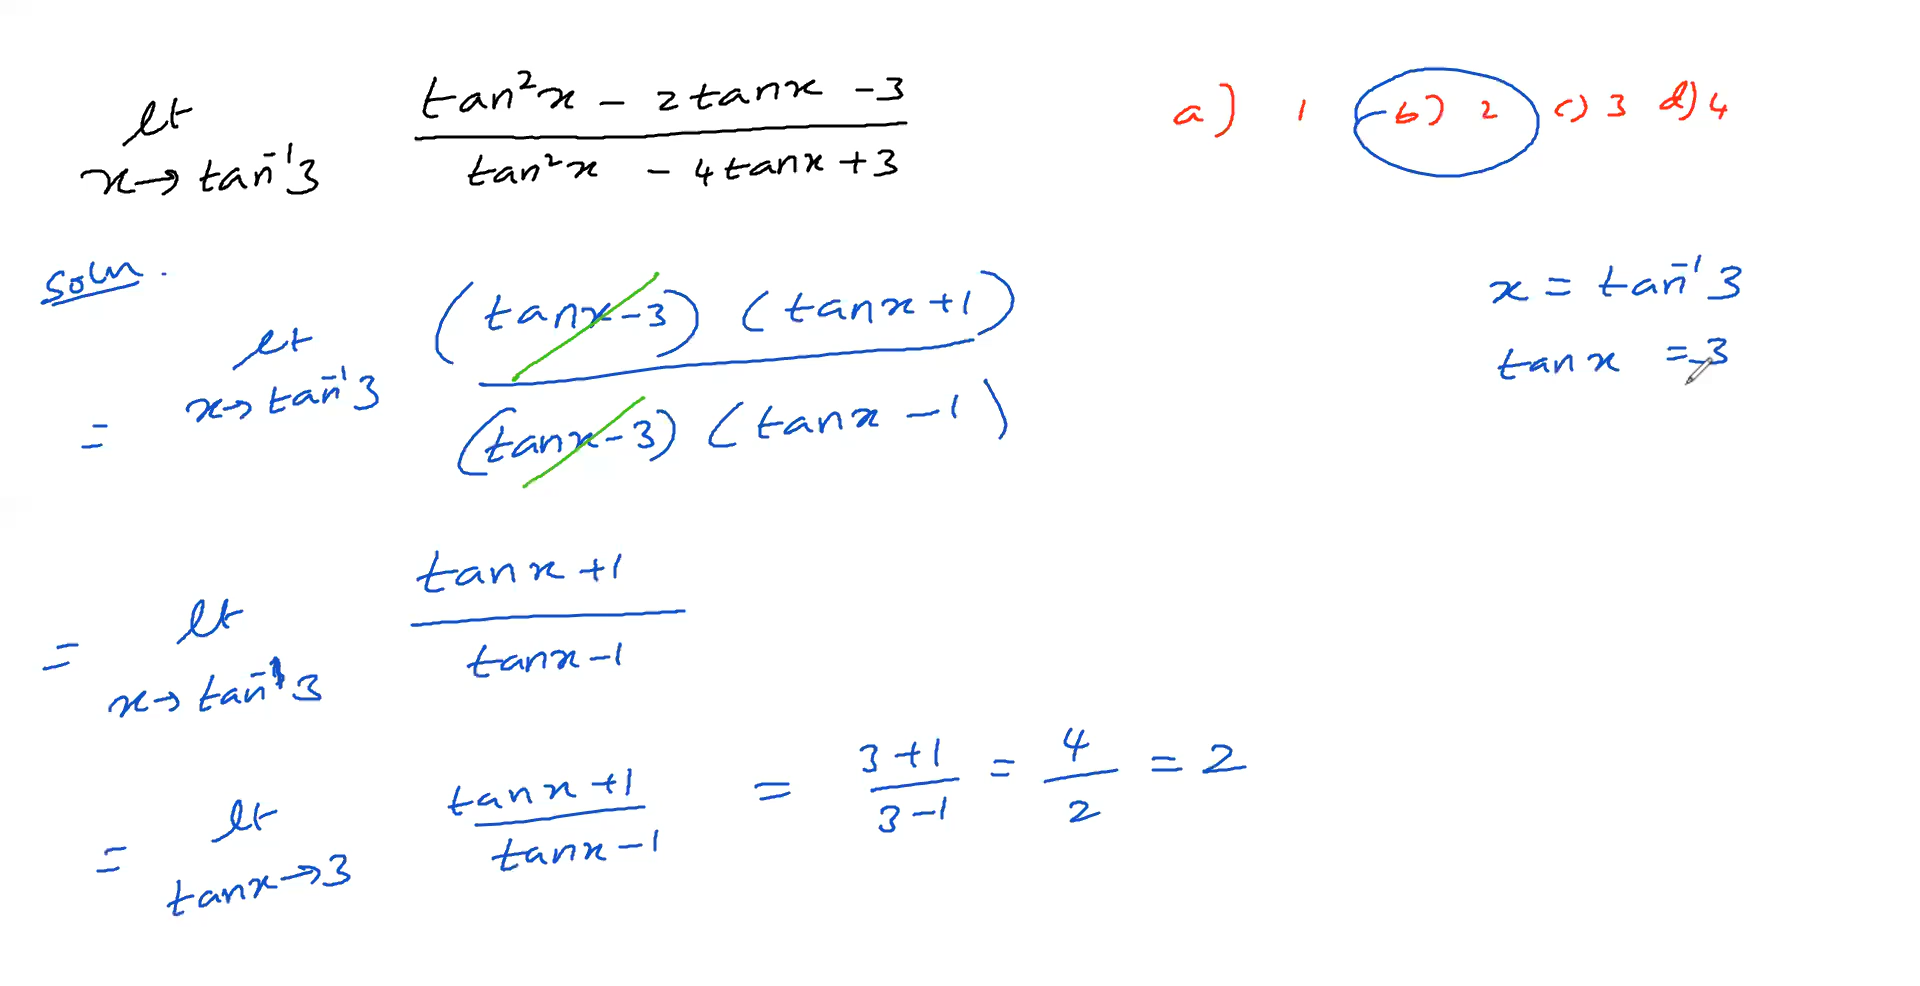 lt x→tan⁻¹3 (tan²x − 2tanx − 3)/(tan²x − 4tanx + 3)
a) 1 b) 2 c) 3 d) 4
Soln.
= lt x→tan⁻¹3 ((tanx−3)(tanx+1))/((tanx−3)(tanx−1))
x = tan⁻¹3
tanx = 3
= lt x→tan⁻¹3 (tanx+1)/(tanx−1)
= lt tanx→3 (tanx+1)/(tanx−1) = (3+1)/(3−1) = 4/2 = 2